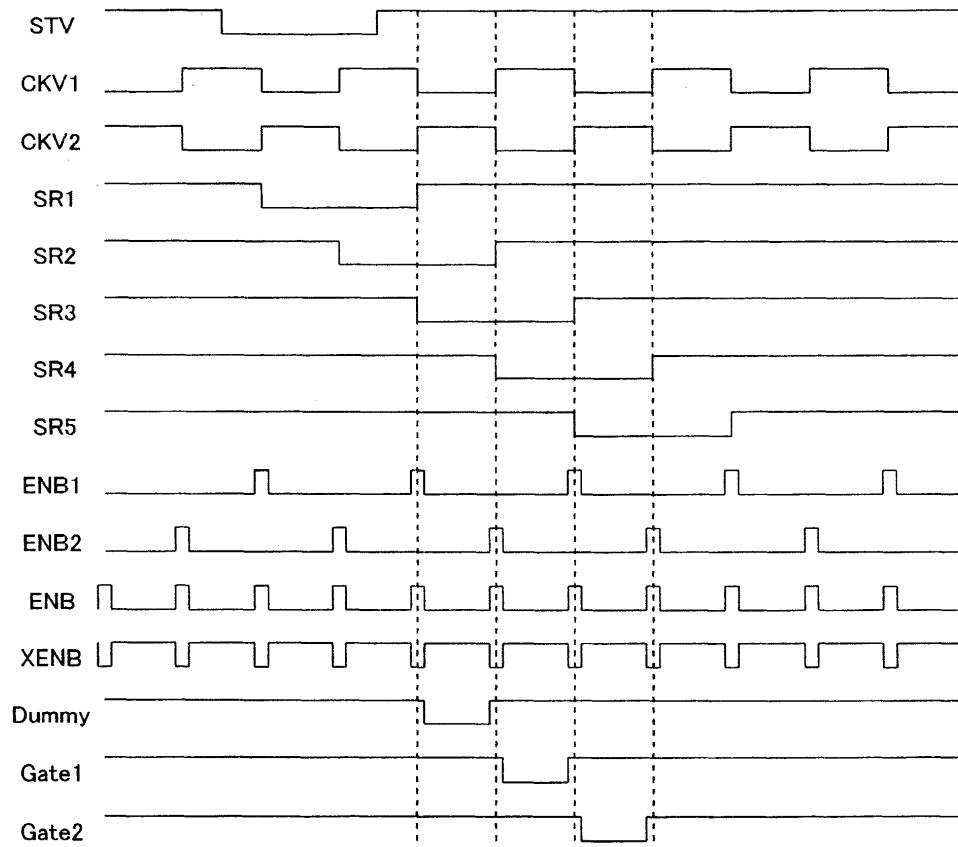 STV
CKV1
CKV2
SR1
SR2
SR3
SR4
SR5
ENB1
ENB2
ENB
XENB
Dummy
Gate1
Gate2